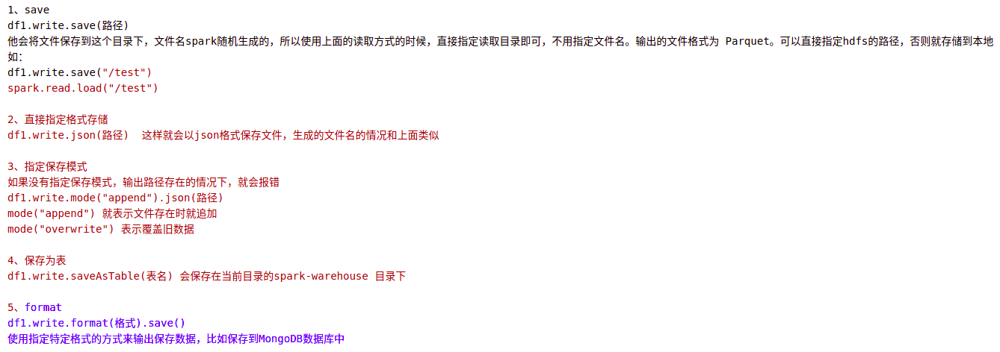 1、save
df1.write.save(路径)
他会将文件保存到这个目录下，文件名spark随机生成的，所以使用上面的读取方式的时候，直接指定读取目录即可，不用指定文件名。输出的文件格式为 Parquet。可以直接指定hdfs的路径，否则就存储到本地
如：
df1.write.save("/test")
spark.read.load("/test")
2、直接指定格式存储
df1.write.json(路径)  这样就会以json格式保存文件，生成的文件名的情况和上面类似
3、指定保存模式
如果没有指定保存模式，输出路径存在的情况下，就会报错
df1.write.mode("append").json(路径)
mode("append") 就表示文件存在时就追加
mode("overwrite") 表示覆盖旧数据
4、保存为表
df1.write.saveAsTable(表名) 会保存在当前目录的spark-warehouse 目录下
5、format
df1.write.format(格式).save()
使用指定特定格式的方式来输出保存数据，比如保存到MongoDB数据库中